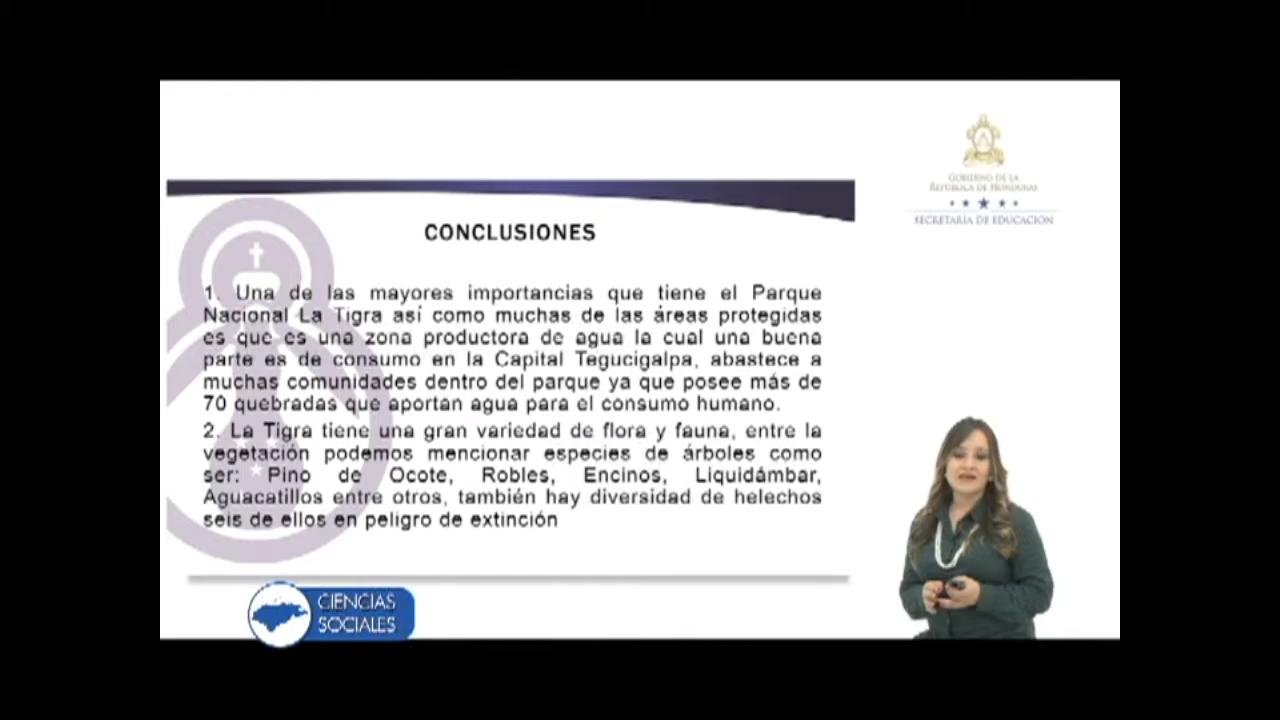 GOBIERNO DE LA
REPÚBLICA DE HONDURAS
SECRETARÍA DE EDUCACIÓN
CONCLUSIONES
1. Una de las mayores importancias que tiene el Parque
Nacional La Tigra así como muchas de las áreas protegidas
es que es una zona productora de agua la cual una buena
parte es de consumo en la Capital Tegucigalpa, abastece a
muchas comunidades dentro del parque ya que posee más de
70 quebradas que aportan agua para el consumo humano.
2. La Tigra tiene una gran variedad de flora y fauna, entre la
vegetación podemos mencionar especies de árboles como
ser: Pino de Ocote, Robles, Encinos, Liquidámbar,
Aguacatillos entre otros, también hay diversidad de helechos
seis de ellos en peligro de extinción
CIENCIAS
SOCIALES